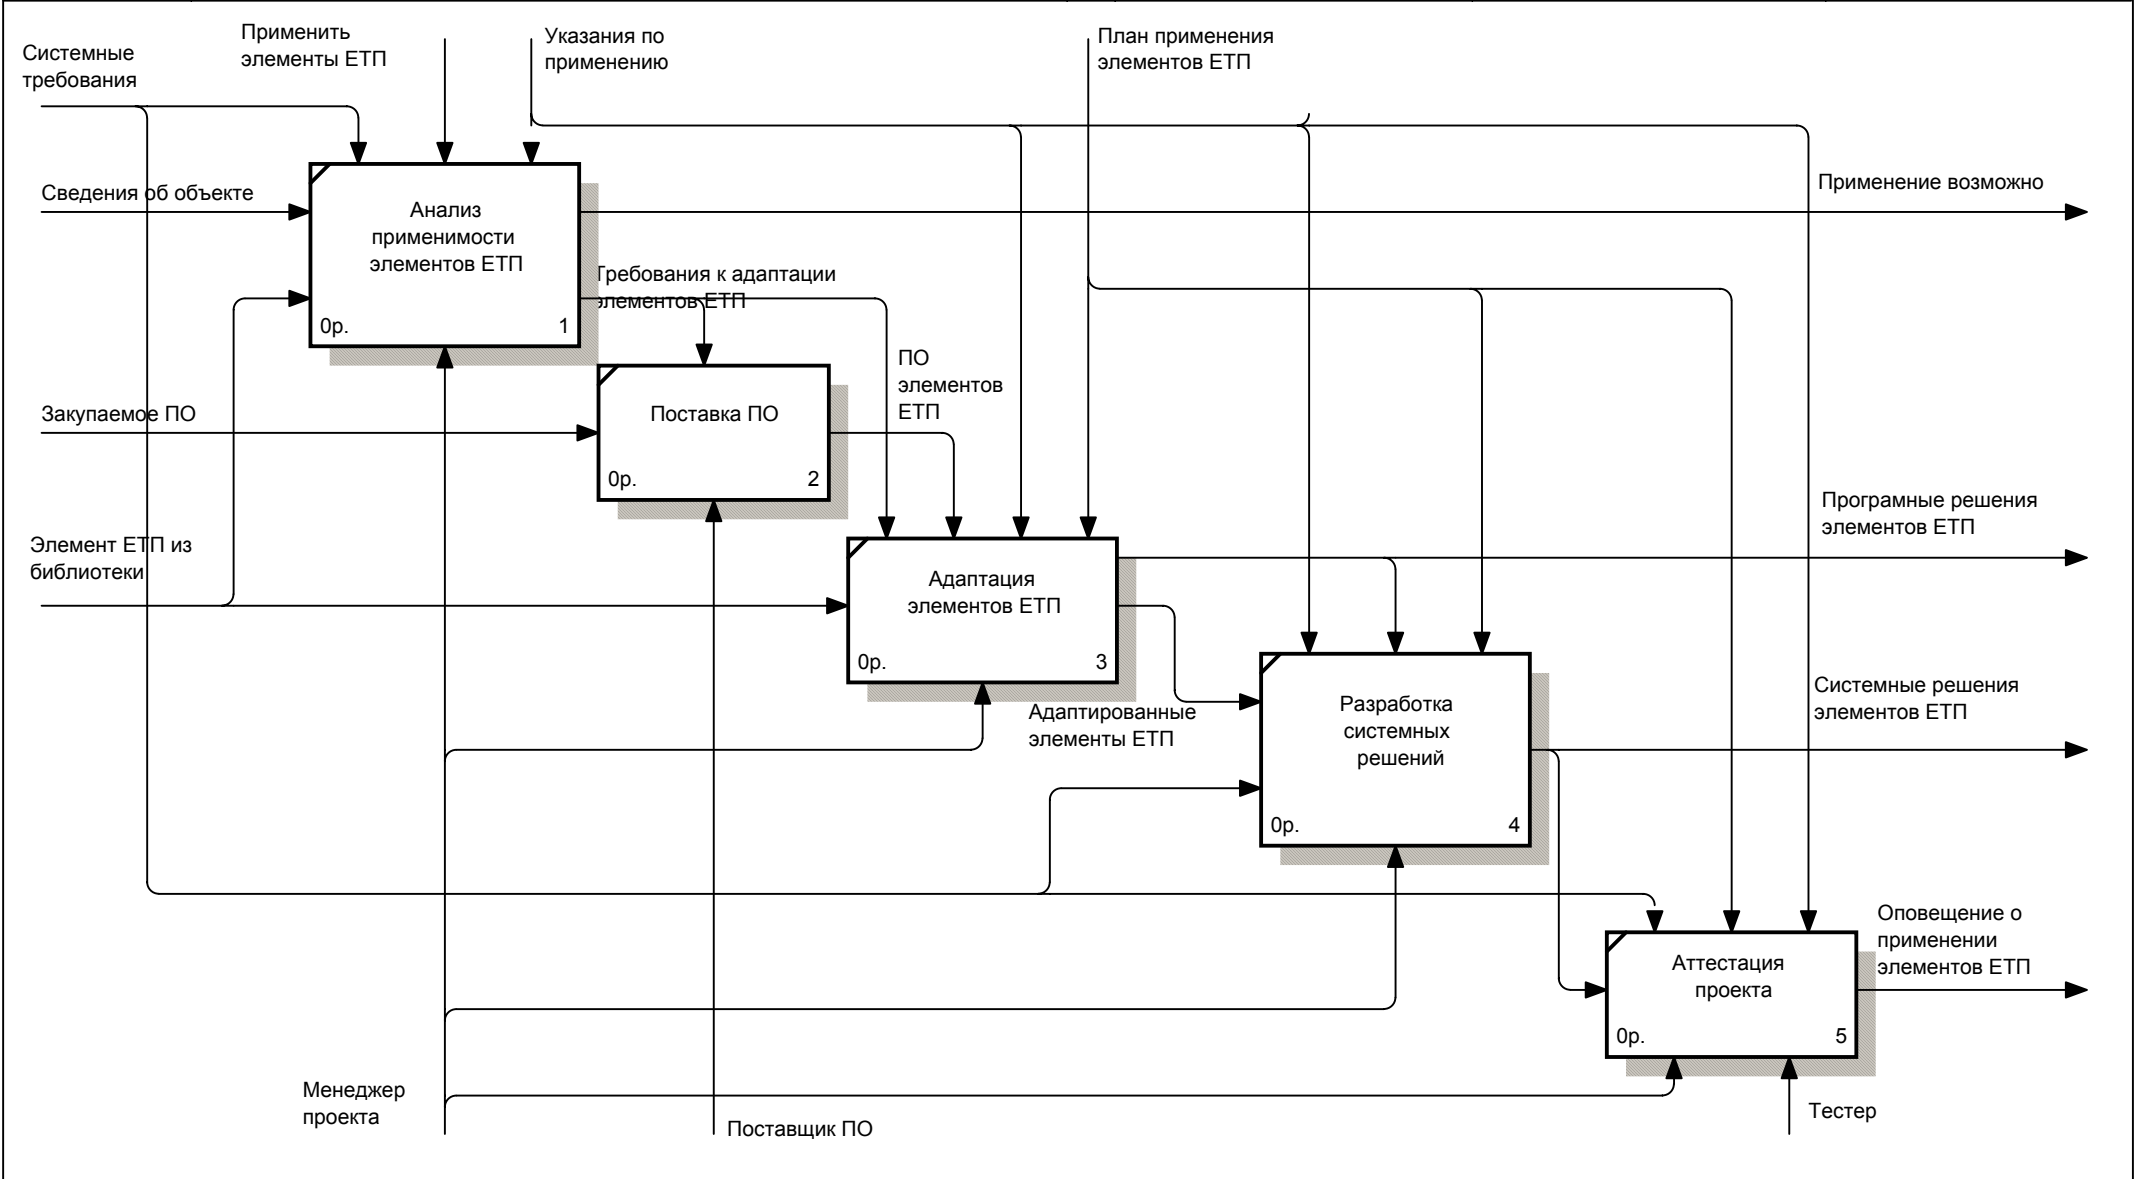 Системные
требования
Применить
элементы ЕТП
Указания по
применению
План применения
элементов ЕТП
Сведения об объекте
Анализ
применимости
элементов ЕТП
0р.
1
Применение возможно
Требования к адаптации
элементов ЕТП
Закупаемое ПО
Поставка ПО
0р.
2
ПО
элементов
ЕТП
Програмные решения
элементов ЕТП
Элемент ЕТП из
библиотеки
Адаптация
элементов ЕТП
0р.
3
Адаптированные
элементы ЕТП
Разработка
системных
решений
0р.
4
Системные решения
элементов ЕТП
Оповещение о
применении
элементов ЕТП
Аттестация
проекта
0р.
5
Менеджер
проекта
Поставщик ПО
Тестер